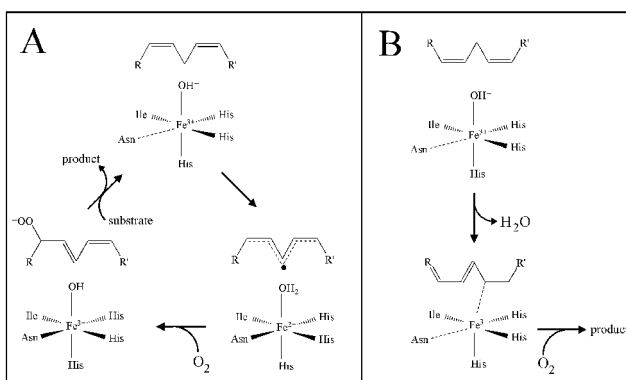 A
R R'
OH⁻
Ile Fe³⁺ His
Asn His
His
product
substrate
⁻OO
R R'
OH
Ile His
Asn Fe³⁻ His
His
R R'
OH₂
Ile His
Asn Fe²⁻ His
His
O₂
B
R R'
OH⁻
Ile His
Asn Fe³⁺ His
His
H₂O
R R'
Ile Fe³ His
Asn His
His
O₂
product